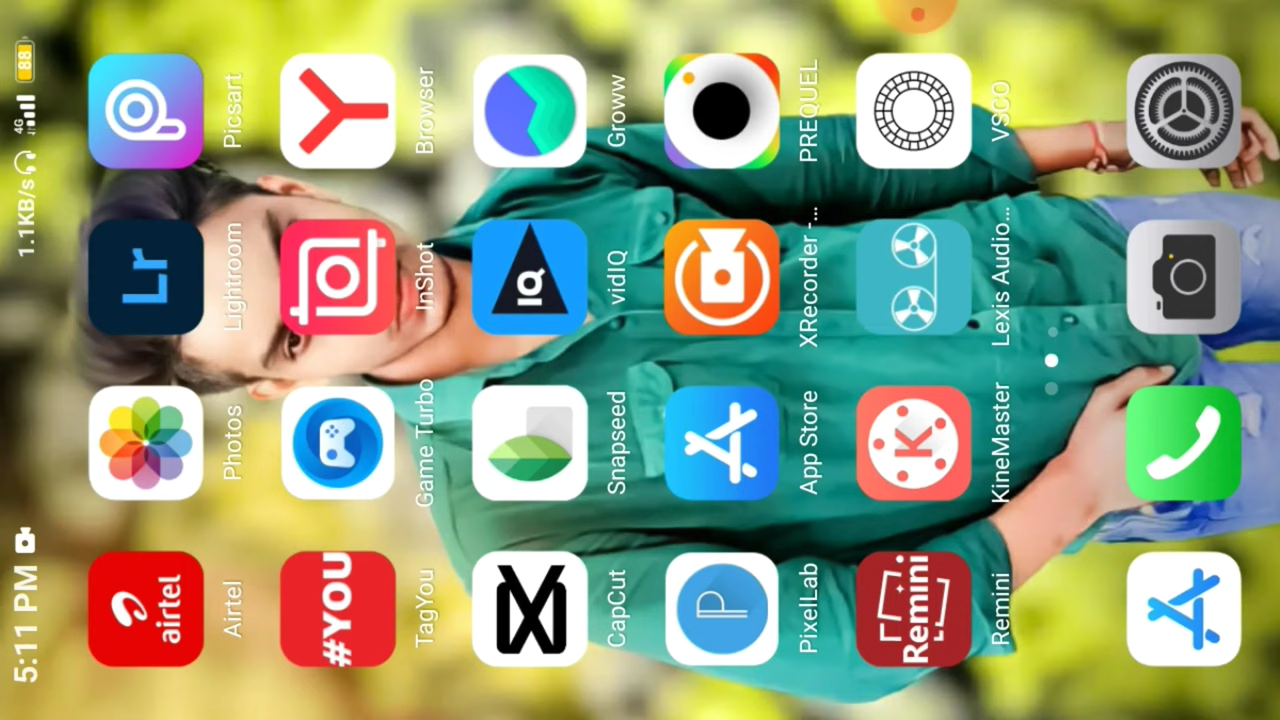 5:11 PM 1.1KB/s 4G 88
airtel Lr
Airtel Photos Lightroom Picsart
#YOU
TagYou Game Turbo InShot Browser
IQ
CapCut Snapseed vidIQ Groww
P
PixelLab App Store XRecorder -... PREQUEL
Remini K
Remini KineMaster Lexis Audio... VSCO